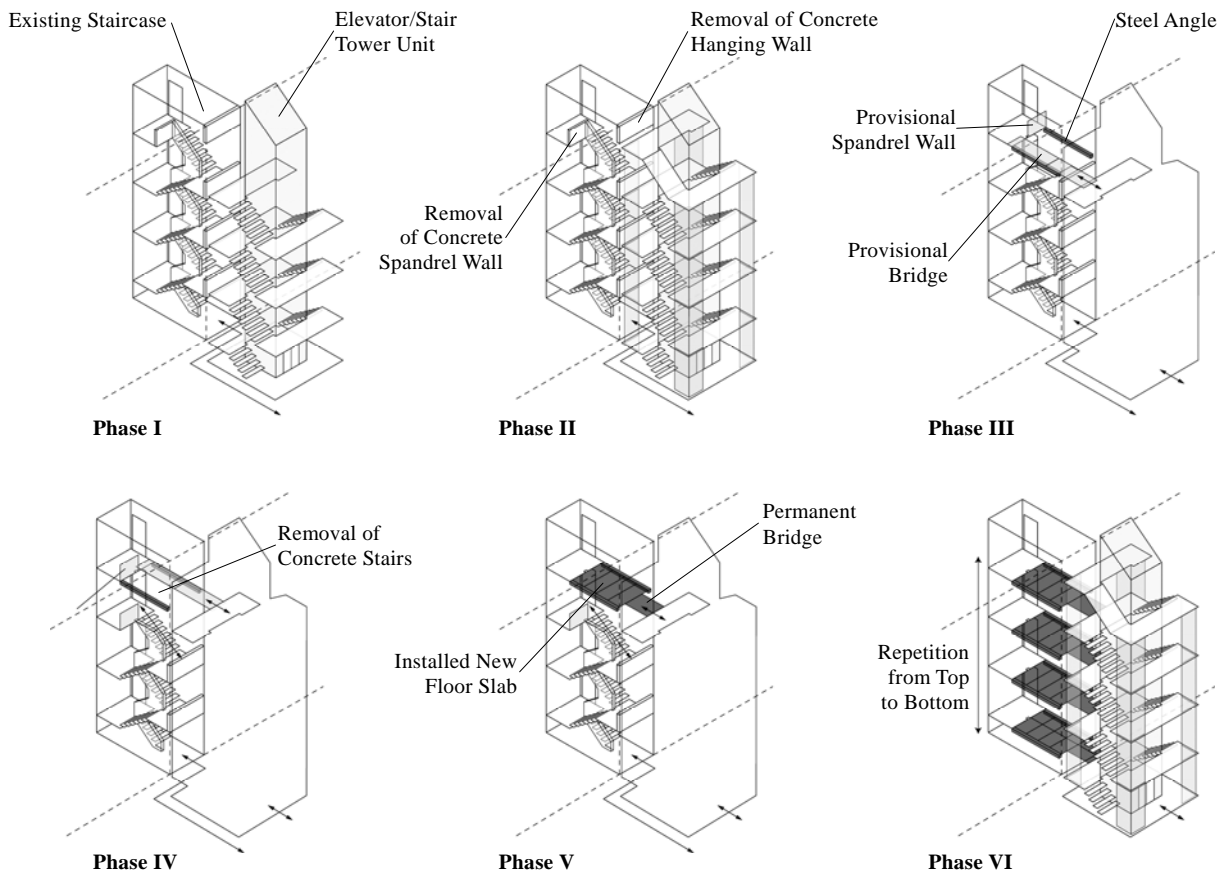 Existing Staircase
Elevator/Stair
Tower Unit
Phase I
Removal of Concrete
Hanging Wall
Removal
of Concrete
Spandrel Wall
Phase II
Steel Angle
Provisional
Spandrel Wall
Provisional
Bridge
Phase III
Removal of
Concrete Stairs
Phase IV
Permanent
Bridge
Installed New
Floor Slab
Phase V
Repetition
from Top
to Bottom
Phase VI